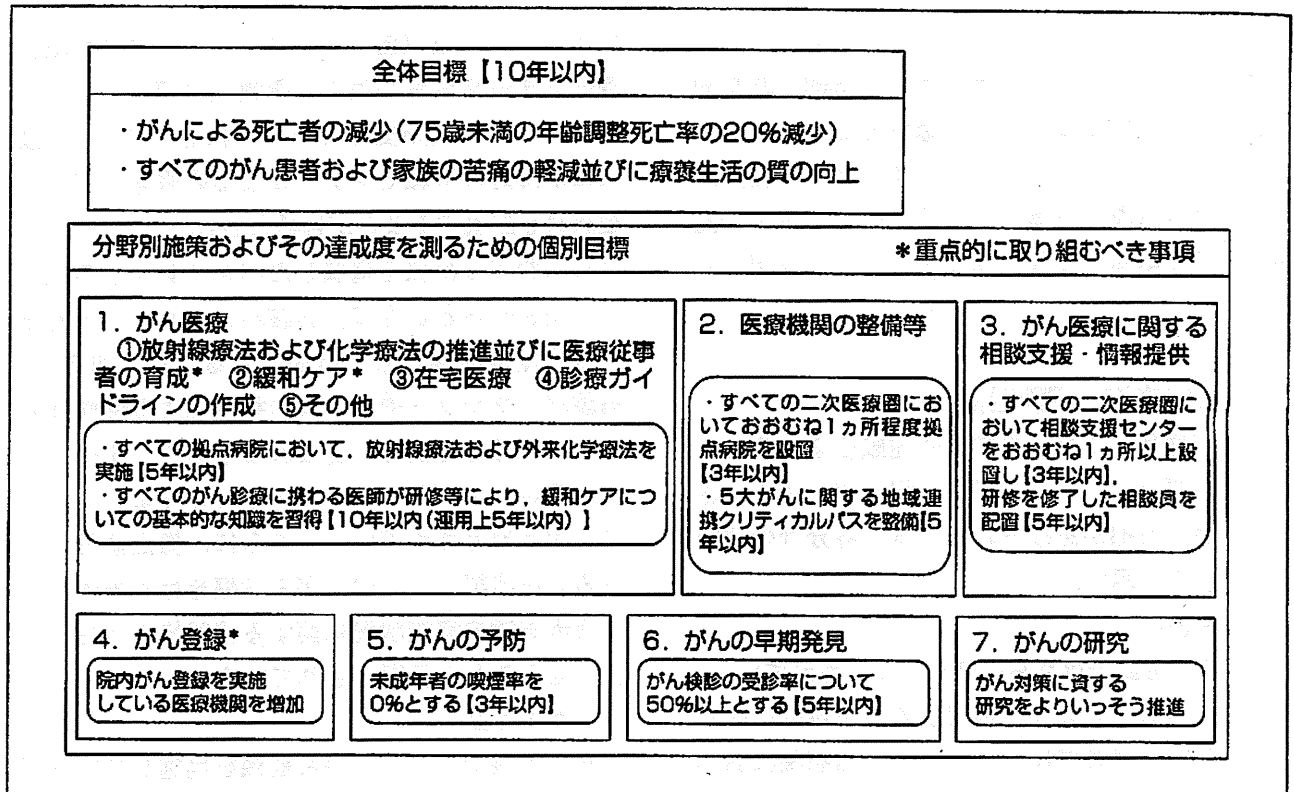 全体目標【10年以内】
・がんによる死亡者の減少(75歳未満の年齢調整死亡率の20%減少)
・すべてのがん患者および家族の苦痛の軽減並びに療養生活の質の向上
分野別施策およびその達成度を測るための個別目標
*重点的に取り組むべき事項
1. がん医療
①放射線療法および化学療法の推進並びに医療従事
者の育成* ②緩和ケア* ③在宅医療 ④診療ガイ
ドラインの作成 ⑤その他
・すべての拠点病院において,放射線療法および外来化学療法を
実施【5年以内】
・すべてのがん診療に携わる医師が研修等により,緩和ケアにつ
いての基本的な知識を習得【10年以内(運用上5年以内)】
2. 医療機関の整備等
・すべての二次医療圏にお
いておおむね1ヵ所程度拠
点病院を設置
【3年以内】
・5大がんに関する地域連
携クリティカルパスを整備【5
年以内】
3. がん医療に関する
相談支援・情報提供
・すべての二次医療圏に
おいて相談支援センター
をおおむね1ヵ所以上設
置し【3年以内】,
研修を修了した相談員を
配置【5年以内】
4. がん登録*
院内がん登録を実施
している医療機関を増加
5. がんの予防
未成年者の喫煙率を
0%とする【3年以内】
6. がんの早期発見
がん検診の受診率について
50%以上とする【5年以内】
7. がんの研究
がん対策に資する
研究をよりいっそう推進